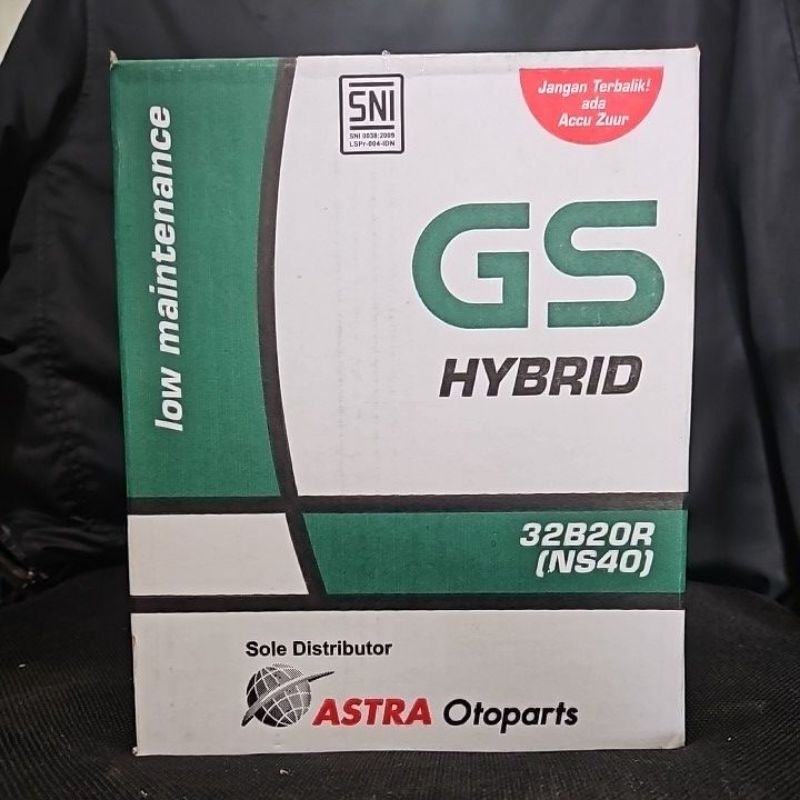 low maintenance
SNI
SNI 0038:2009
LSPr-004-IDN
Jangan Terbalik!
ada
Accu Zuur
GS
HYBRID
32B20R
(NS40)
Sole Distributor
ASTRA Otoparts